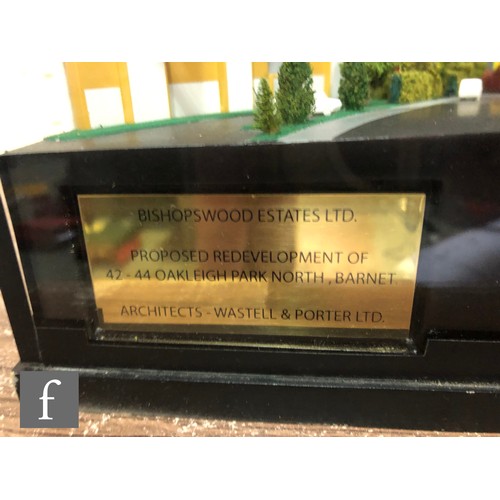 BISHOPSWOOD ESTATES LTD.
PROPOSED REDEVELOPMENT OF
42 - 44 OAKLEIGH PARK NORTH , BARNET
ARCHITECTS - WASTELL & PORTER LTD.
f